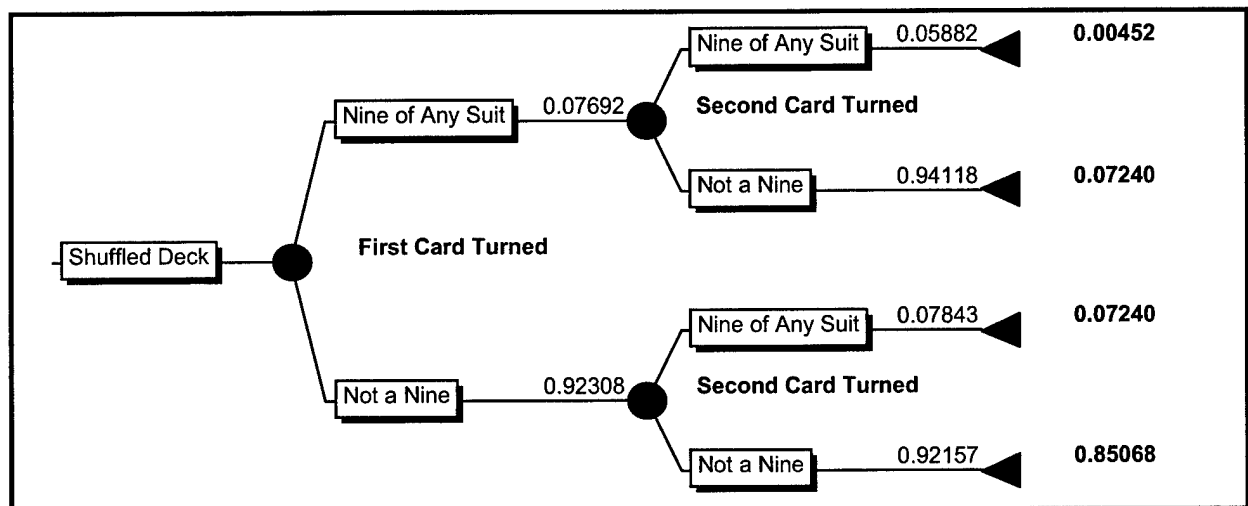 Nine of Any Suit 0.05882 0.00452
Nine of Any Suit 0.07692 Second Card Turned
Not a Nine 0.94118 0.07240
Shuffled Deck First Card Turned
Nine of Any Suit 0.07843 0.07240
Not a Nine 0.92308 Second Card Turned
Not a Nine 0.92157 0.85068